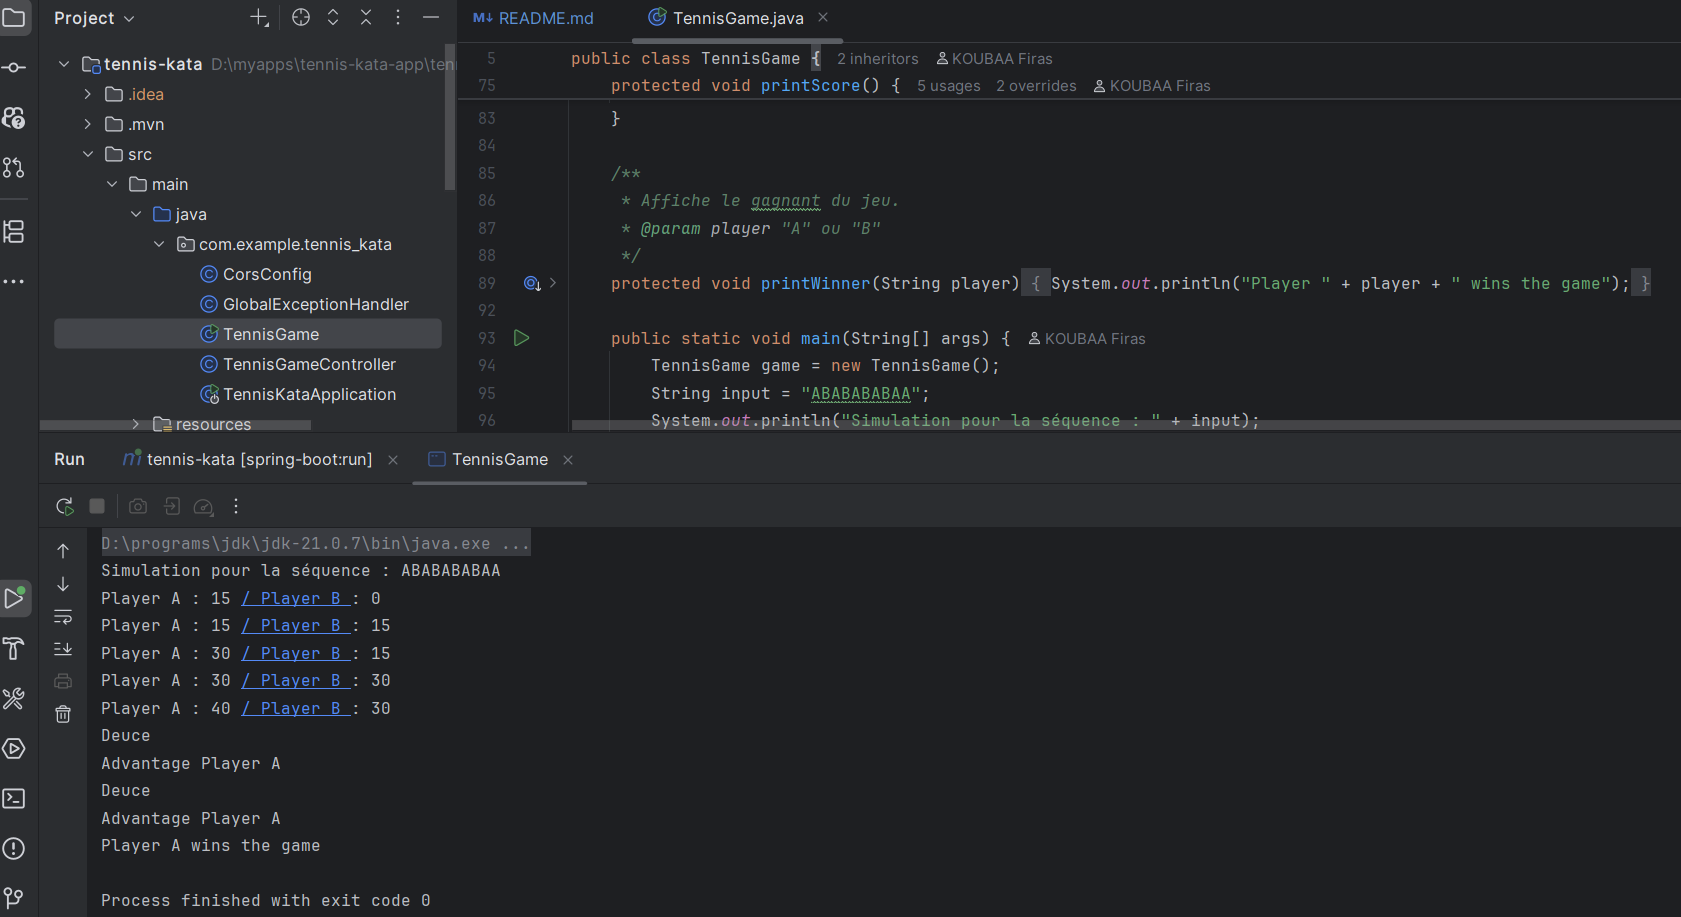 Project
tennis-kata D:\myapps\tennis-kata-app\ten
.idea
.mvn
src
main
java
com.example.tennis_kata
CorsConfig
GlobalExceptionHandler
TennisGame
TennisGameController
TennisKataApplication
resources
M↓ README.md
TennisGame.java
5 public class TennisGame { 2 inheritors KOUBAA Firas
75 protected void printScore() { 5 usages 2 overrides KOUBAA Firas
83 }
84
85 /**
86 * Affiche le gagnant du jeu.
87 * @param player "A" ou "B"
88 */
89 protected void printWinner(String player) { System.out.println("Player " + player + " wins the game"); }
92
93 public static void main(String[] args) { KOUBAA Firas
94 TennisGame game = new TennisGame();
95 String input = "ABABABABAA";
96 System.out.println("Simulation pour la séquence : " + input);
Run
m tennis-kata [spring-boot:run]
TennisGame
D:\programs\jdk\jdk-21.0.7\bin\java.exe ...
Simulation pour la séquence : ABABABABAA
Player A : 15 / Player B : 0
Player A : 15 / Player B : 15
Player A : 30 / Player B : 15
Player A : 30 / Player B : 30
Player A : 40 / Player B : 30
Deuce
Advantage Player A
Deuce
Advantage Player A
Player A wins the game
Process finished with exit code 0